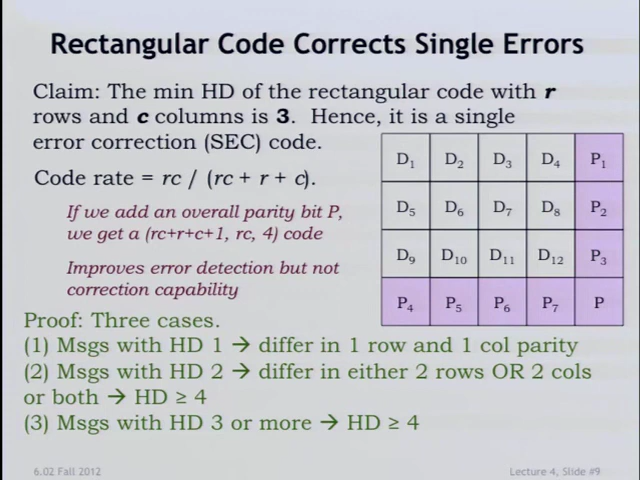 Rectangular Code Corrects Single Errors
Claim: The min HD of the rectangular code with r
rows and c columns is 3. Hence, it is a single
error correction (SEC) code.
Code rate = rc / (rc + r + c).
If we add an overall parity bit P,
we get a (rc+r+c+1, rc, 4) code
Improves error detection but not
correction capability
D1 D2 D3 D4 P1
D5 D6 D7 D8 P2
D9 D10 D11 D12 P3
P4 P5 P6 P7 P
Proof: Three cases.
(1) Msgs with HD 1 → differ in 1 row and 1 col parity
(2) Msgs with HD 2 → differ in either 2 rows OR 2 cols
or both → HD ≥ 4
(3) Msgs with HD 3 or more → HD ≥ 4
6.02 Fall 2012
Lecture 4, Slide #9